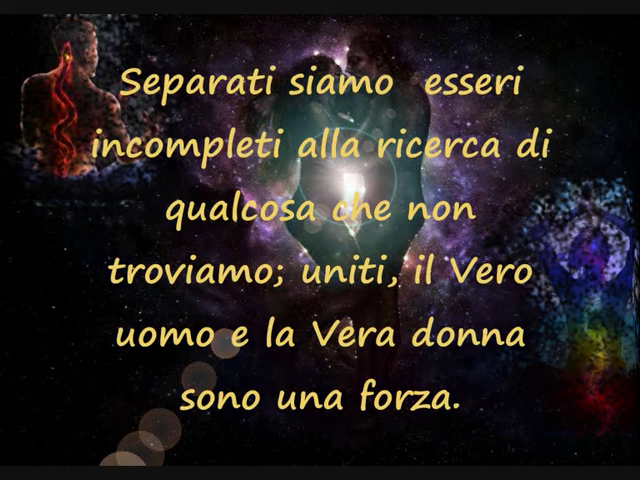 Separati siamo esseri
incompleti alla ricerca di
qualcosa che non
troviamo; uniti, il Vero
uomo e la Vera donna
sono una forza.